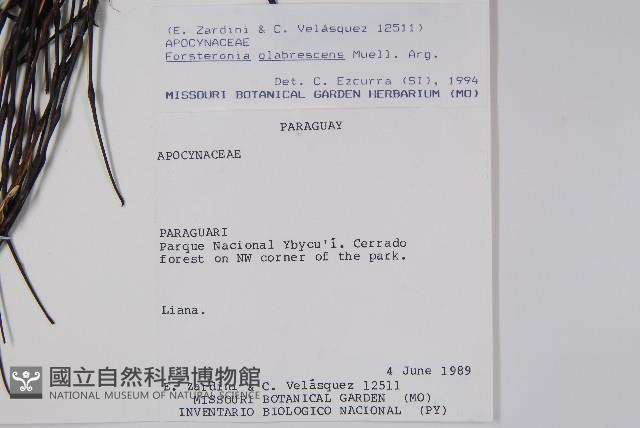 (E. Zardini & C. Velásquez 12511)
APOCYNACEAE
Forsteronia glabrescens Muell. Arg.
Det. C. Ezcurra (SI), 1994
MISSOURI BOTANICAL GARDEN HERBARIUM (MO)
PARAGUAY
APOCYNACEAE
PARAGUARI
Parque Nacional Ybycu'í. Cerrado
forest on NW corner of the park.
Liana.
4 June 1989
E. Zardini & C. Velásquez 12511
MISSOURI BOTANICAL GARDEN (MO)
INVENTARIO BIOLOGICO NACIONAL (PY)
國立自然科學博物館
NATIONAL MUSEUM OF NATURAL SCIENCE